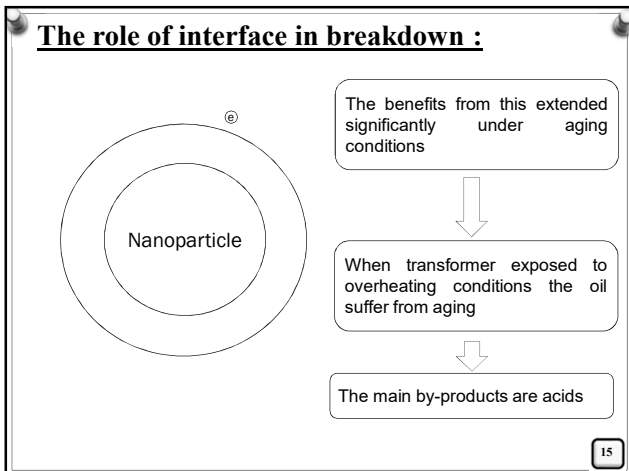 The role of interface in breakdown :
e
Nanoparticle
The benefits from this extended
significantly under aging
conditions
When transformer exposed to
overheating conditions the oil
suffer from aging
The main by-products are acids
15